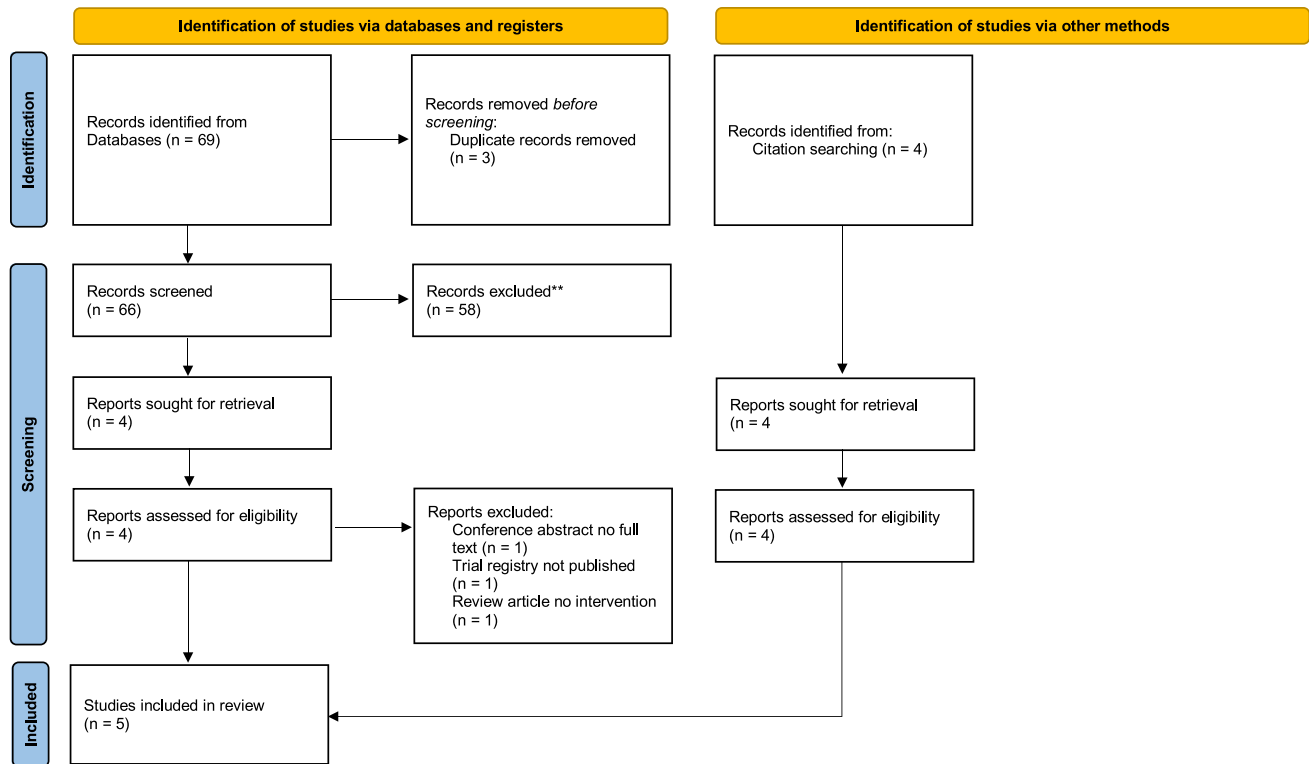 Identification of studies via databases and registers
Identification of studies via other methods
Identification
Records identified from
Databases (n = 69)
Records removed before
screening:
Duplicate records removed
(n = 3)
Records identified from:
Citation searching (n = 4)
Screening
Records screened
(n = 66)
Records excluded**
(n = 58)
Reports sought for retrieval
(n = 4)
Reports sought for retrieval
(n = 4
Reports assessed for eligibility
(n = 4)
Reports excluded:
Conference abstract no full
text (n = 1)
Trial registry not published
(n = 1)
Review article no intervention
(n = 1)
Reports assessed for eligibility
(n = 4)
Included
Studies included in review
(n = 5)